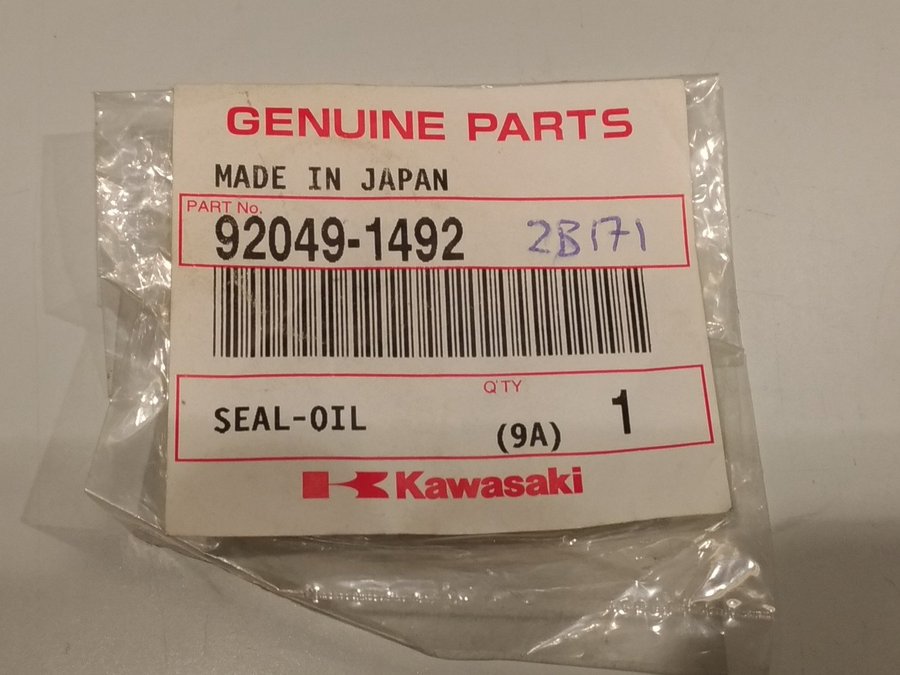 GENUINE PARTS
MADE IN JAPAN
PART No.
92049-1492 2B171
Q'TY
SEAL-OIL (9A) 1
Kawasaki